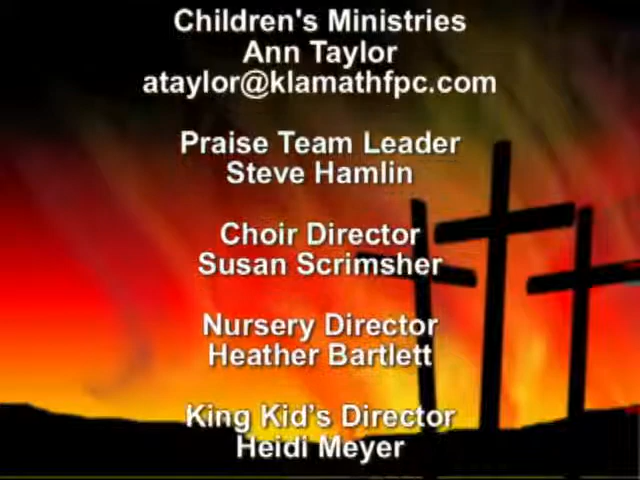 Children's Ministries
Ann Taylor
ataylor@klamathfpc.com
Praise Team Leader
Steve Hamlin
Choir Director
Susan Scrimsher
Nursery Director
Heather Bartlett
King Kid’s Director
Heidi Meyer